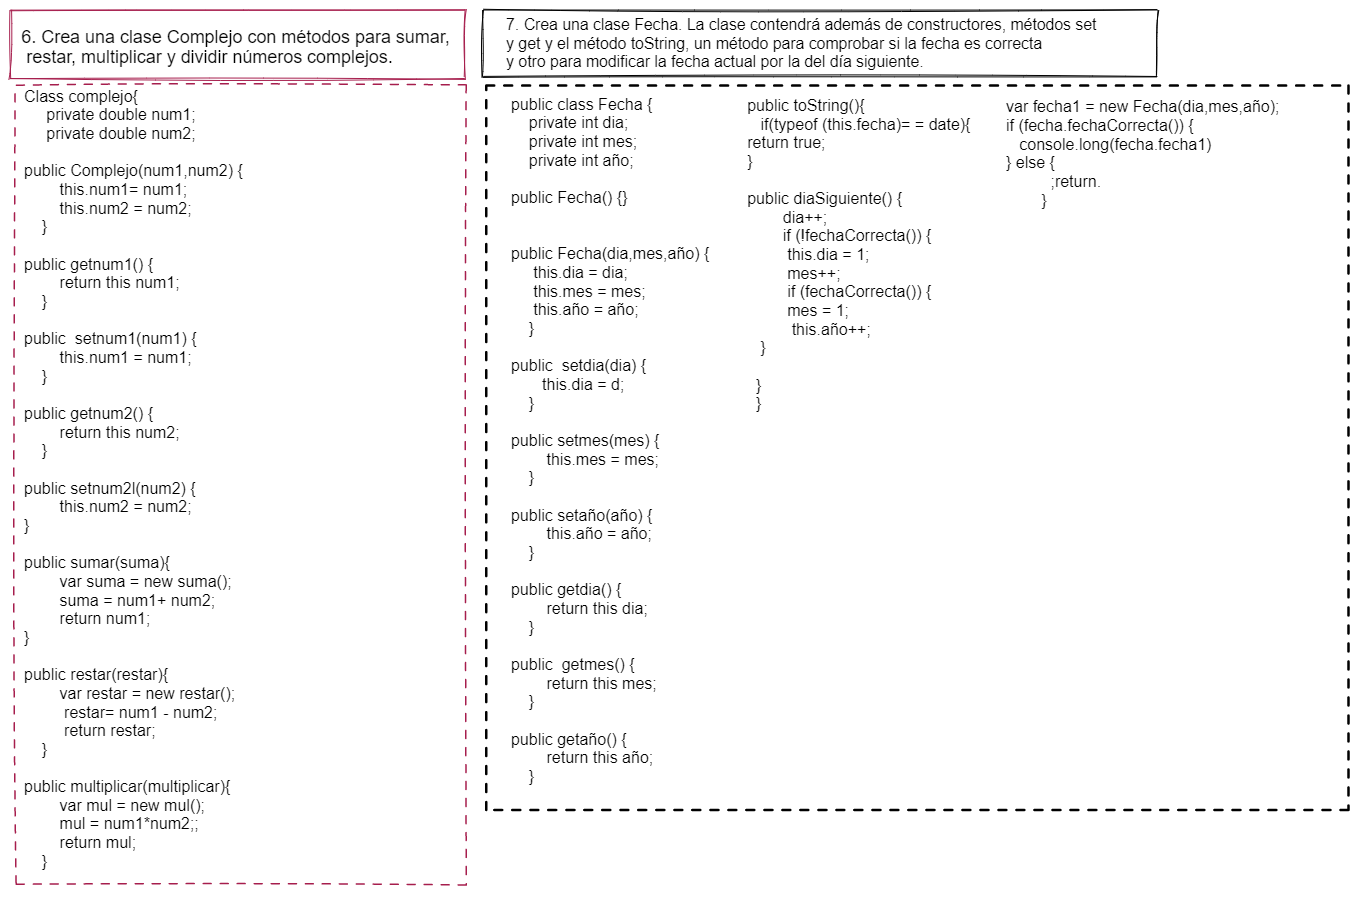 6. Crea una clase Complejo con métodos para sumar,
restar, multiplicar y dividir números complejos.
Class complejo{
private double num1;
private double num2;
public Complejo(num1,num2) {
this.num1= num1;
this.num2 = num2;
}
public getnum1() {
return this num1;
}
public  setnum1(num1) {
this.num1 = num1;
}
public getnum2() {
return this num2;
}
public setnum2l(num2) {
this.num2 = num2;
}
public sumar(suma){
var suma = new suma();
suma = num1+ num2;
return num1;
}
public restar(restar){
var restar = new restar();
restar= num1 - num2;
return restar;
}
public multiplicar(multiplicar){
var mul = new mul();
mul = num1*num2;;
return mul;
}
7. Crea una clase Fecha. La clase contendrá además de constructores, métodos set
y get y el método toString, un método para comprobar si la fecha es correcta
y otro para modificar la fecha actual por la del día siguiente.
public class Fecha {
private int dia;
private int mes;
private int año;
public Fecha() {}
public Fecha(dia,mes,año) {
this.dia = dia;
this.mes = mes;
this.año = año;
}
public  setdia(dia) {
this.dia = d;
}
public setmes(mes) {
this.mes = mes;
}
public setaño(año) {
this.año = año;
}
public getdia() {
return this dia;
}
public  getmes() {
return this mes;
}
public getaño() {
return this año;
}
public toString(){
if(typeof (this.fecha)= = date){
return true;
}
public diaSiguiente() {
dia++;
if (!fechaCorrecta()) {
this.dia = 1;
mes++;
if (fechaCorrecta()) {
mes = 1;
this.año++;
}
}
}
var fecha1 = new Fecha(dia,mes,año);
if (fecha.fechaCorrecta()) {
console.long(fecha.fecha1)
} else {
;return.
}